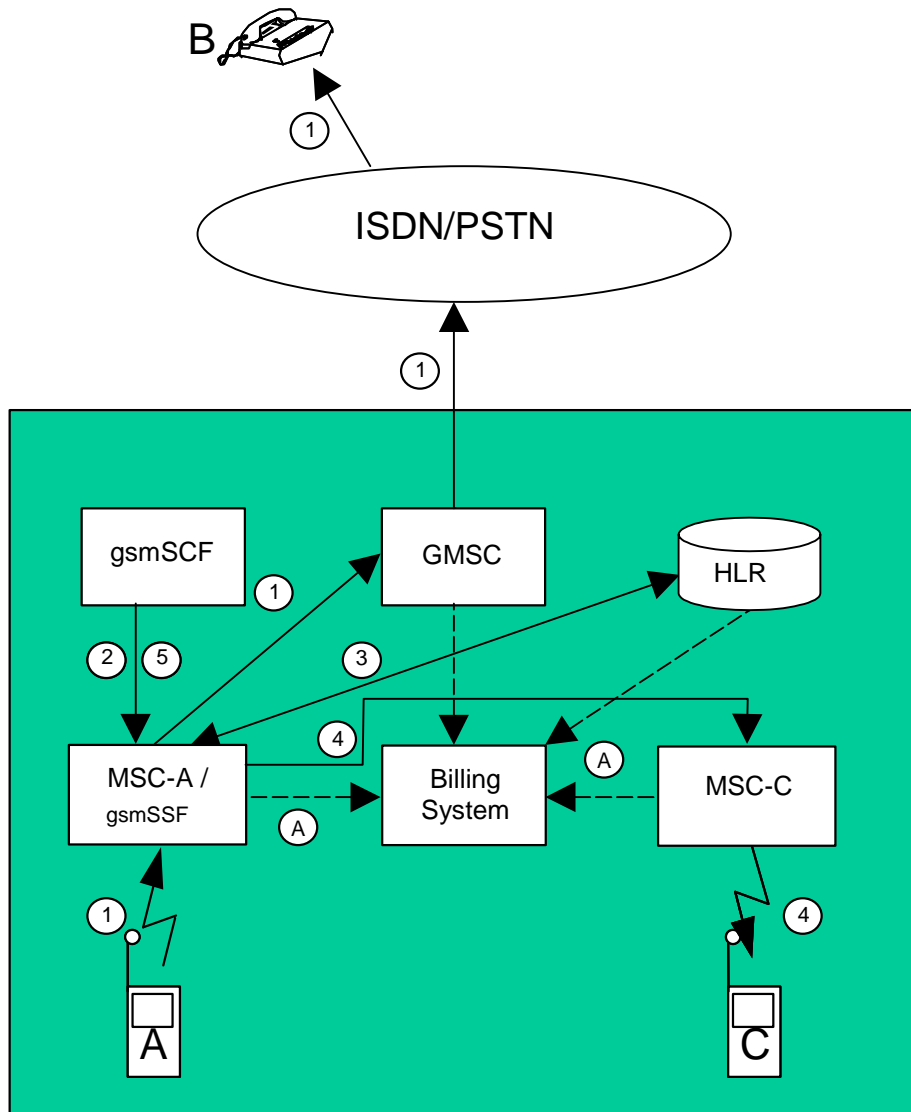 B
1
ISDN/PSTN
1
gsmSCF
GMSC
HLR
1
2
5
3
4
MSC-A /
gsmSSF
Billing
System
MSC-C
A
A
1
4
A
C